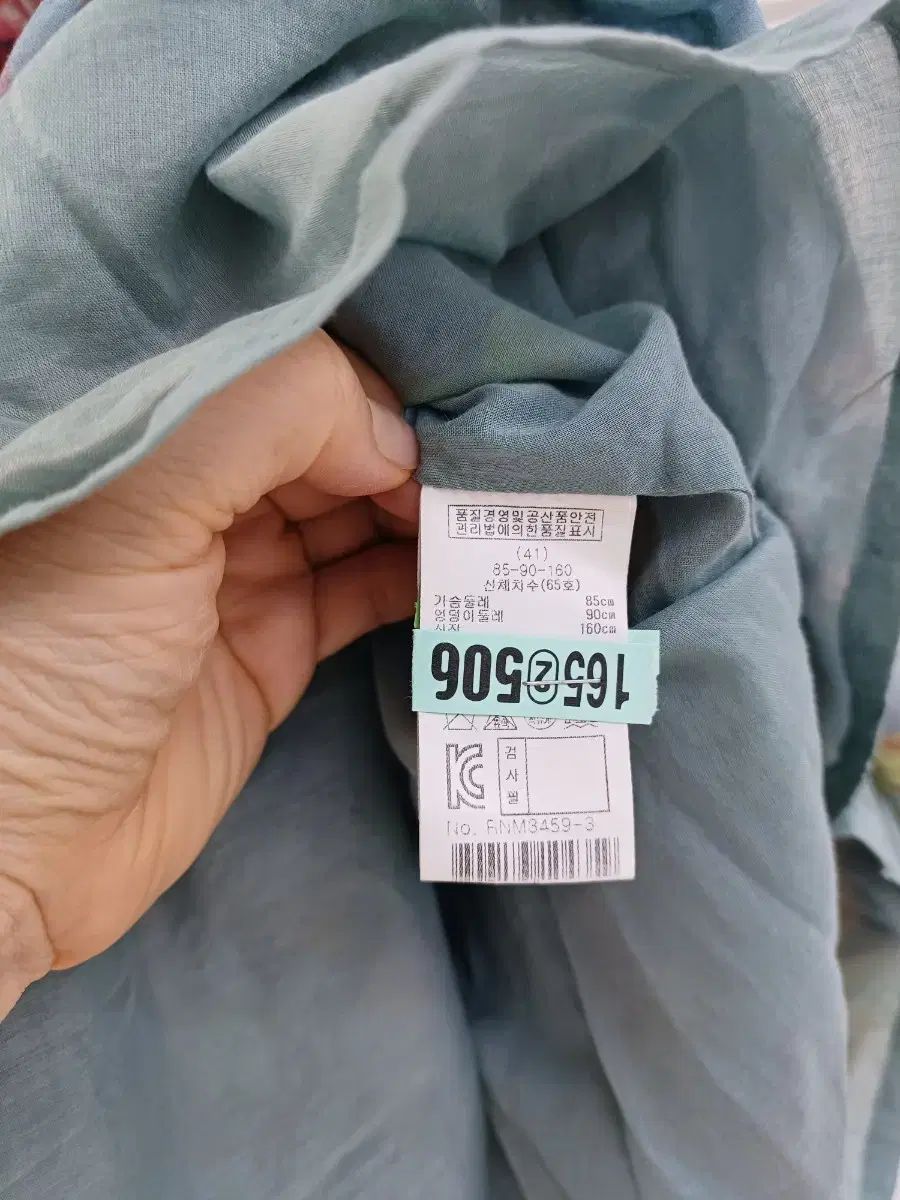 품질경영및공산품안전
관리법에의한품질표시
(41)
85-90-160
신체치수(65호)
가슴둘레 85cm
엉덩이둘레 90cm
신장 160cm
165②506
검
사
필
No. RNM3459-3